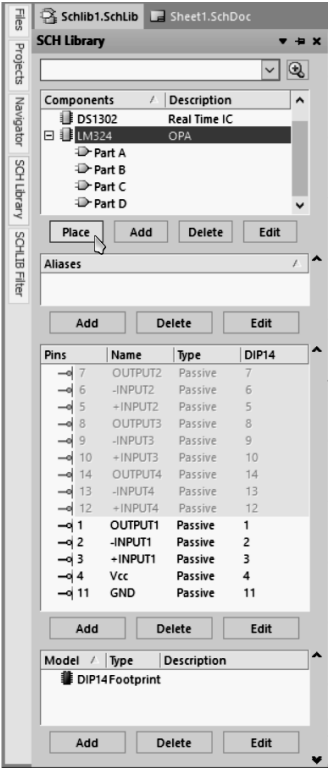 Schlib1.SchLib Sheet1.SchDoc
SCH Library
Files
Projects
Navigator
SCH Library
SCHLIB Filter
Components Description
DS1302 Real Time IC
LM324 OPA
Part A
Part B
Part C
Part D
Place Add Delete Edit
Aliases
Add Delete Edit
Pins Name Type DIP14
7 OUTPUT2 Passive 7
6 -INPUT2 Passive 6
5 +INPUT2 Passive 5
8 OUTPUT3 Passive 8
9 -INPUT3 Passive 9
10 +INPUT3 Passive 10
14 OUTPUT4 Passive 14
13 -INPUT4 Passive 13
12 +INPUT4 Passive 12
1 OUTPUT1 Passive 1
2 -INPUT1 Passive 2
3 +INPUT1 Passive 3
4 Vcc Passive 4
11 GND Passive 11
Add Delete Edit
Model Type Description
DIP14 Footprint
Add Delete Edit